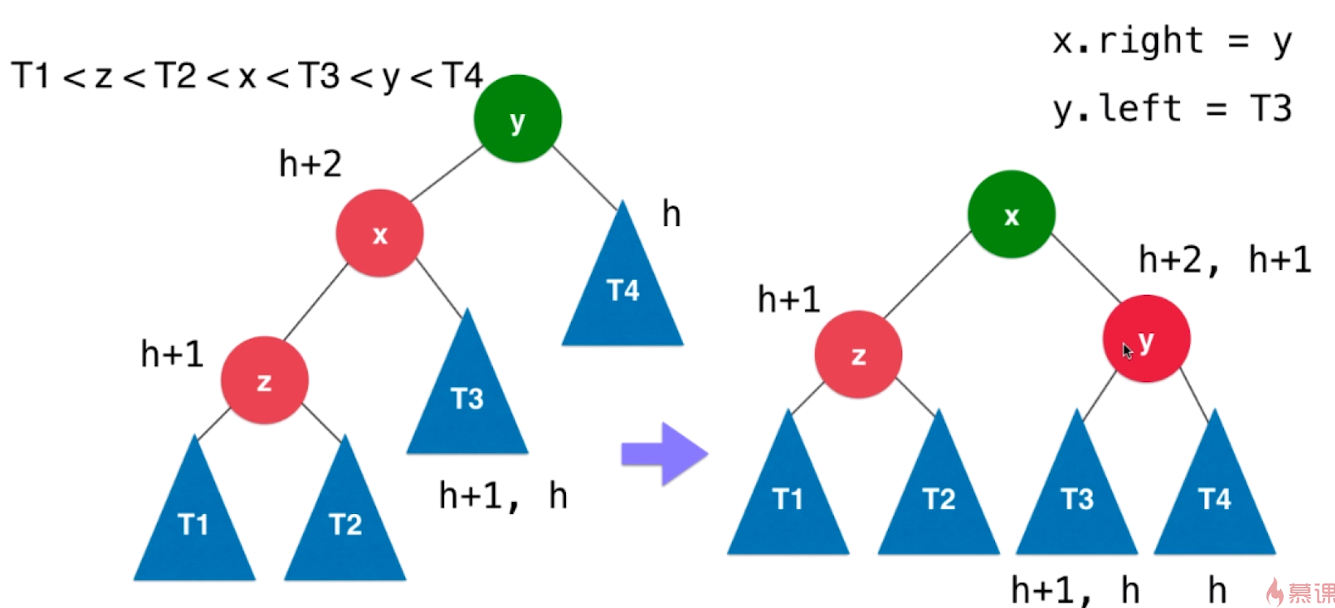 T1 < z < T2 < x < T3 < y < T4
x.right = y
y.left = T3
y
h+2
x
h
T4
h+1
z
T3
T1
T2
h+1, h
x
h+2, h+1
h+1
z
y
T1
T2
T3
T4
h+1, h
h
慕课